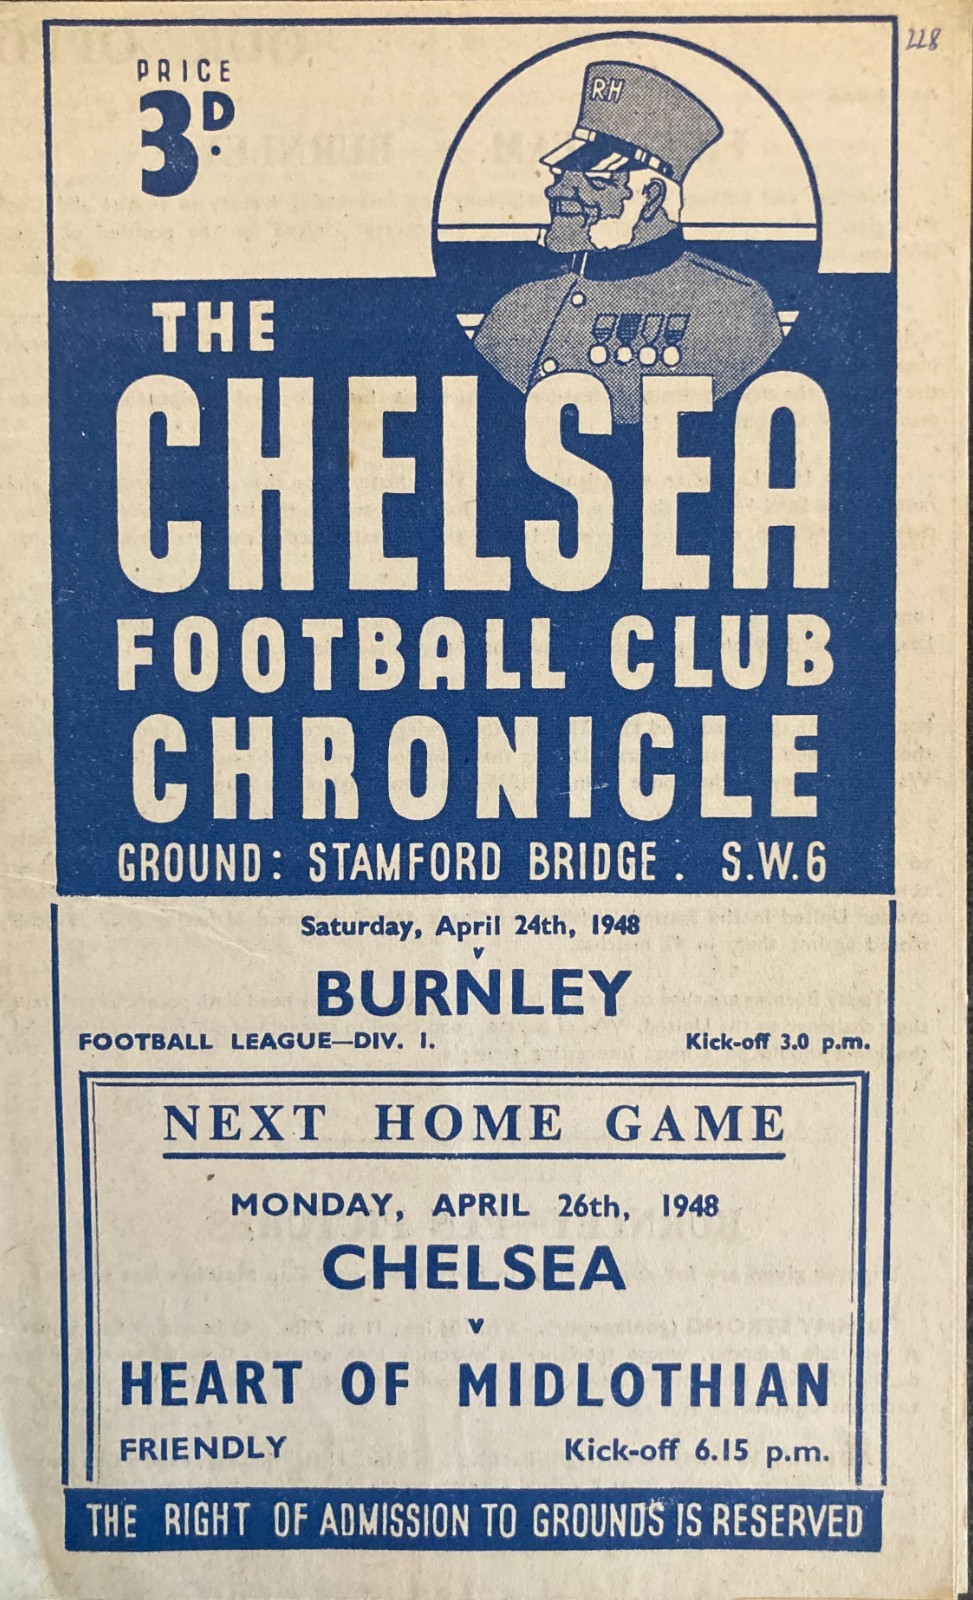 228
PRICE
3D.
RH
THE
CHELSEA
FOOTBALL CLUB
CHRONICLE
GROUND: STAMFORD BRIDGE. S.W.6
Saturday, April 24th, 1948
v
BURNLEY
FOOTBALL LEAGUE—DIV. I. Kick-off 3.0 p.m.
NEXT HOME GAME
MONDAY, APRIL 26th, 1948
CHELSEA
v
HEART OF MIDLOTHIAN
FRIENDLY Kick-off 6.15 p.m.
THE RIGHT OF ADMISSION TO GROUNDS IS RESERVED